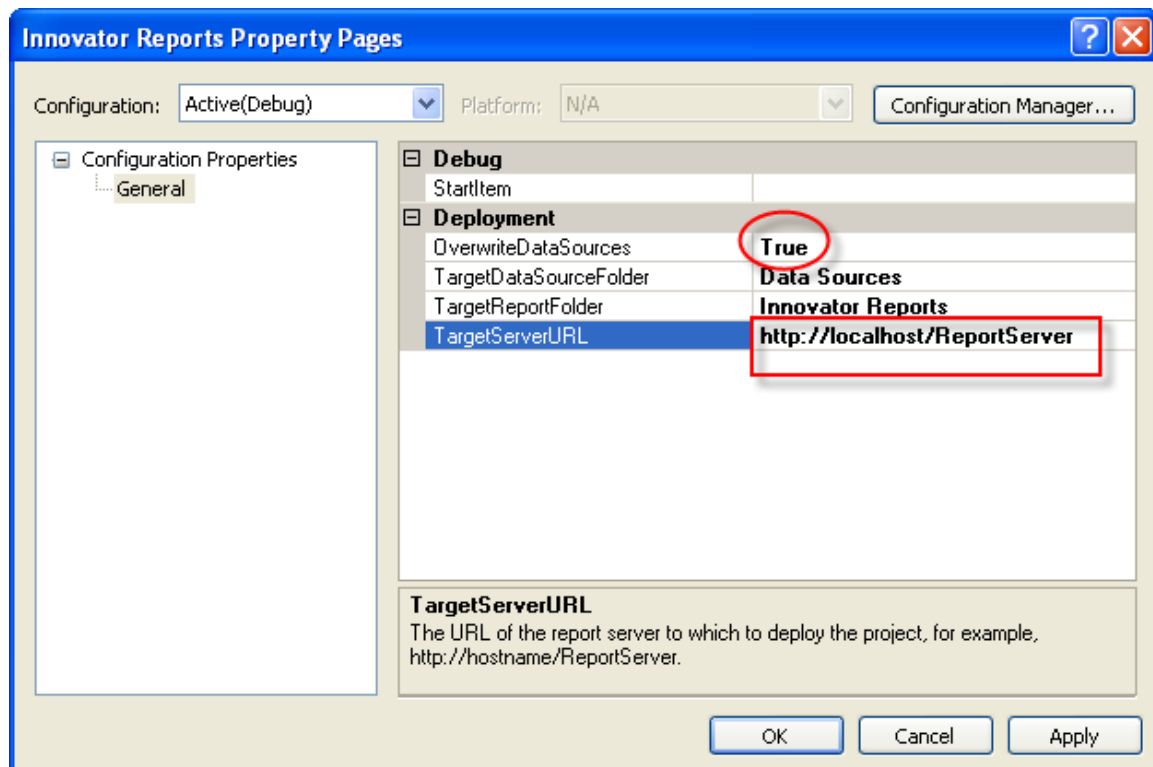 Innovator Reports Property Pages
Configuration: Active(Debug) Platform: N/A Configuration Manager...
Configuration Properties
General
Debug
StartItem
Deployment
OverwriteDataSources True
TargetDataSourceFolder Data Sources
TargetReportFolder Innovator Reports
TargetServerURL http://localhost/ReportServer
TargetServerURL
The URL of the report server to which to deploy the project, for example,
http://hostname/ReportServer.
OK Cancel Apply